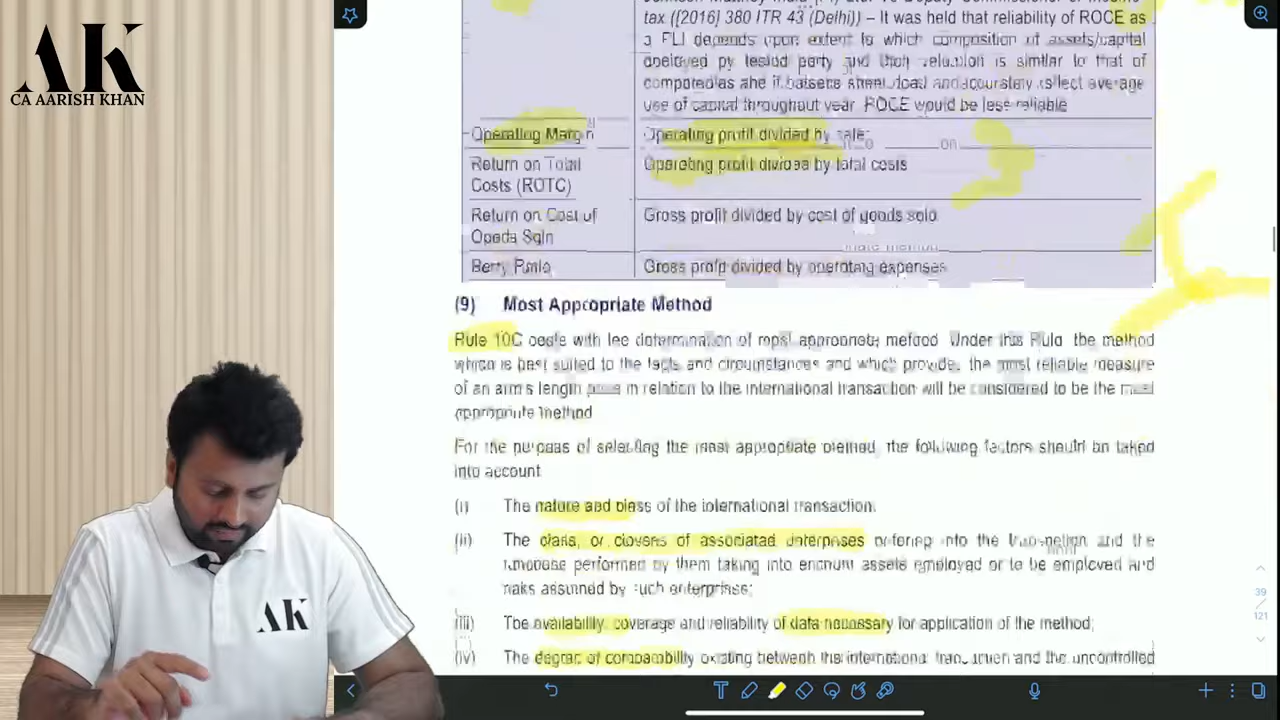 AK
CA AARISH KHAN
AK
tax ([2016] 380 ITR 43 (Delhi)) – It was held that reliability of ROCE as
a PLI depends upon extent to which composition of assets/capital
by tested party and their valuation is similar to that of
and accurately reflect average
use of capital throughout year. ROCE would be less reliable
Operating Margin
Operating profit divided by sales
Return on Total
Costs (ROTC)
Operating profit divided by total costs
Return on Cost of
Gross profit divided by cost of goods sold
Berry Ratio
Gross profit divided by operating expenses
(9) Most Appropriate Method
Rule 10C deals with the determination of most appropriate method. Under this Rule, the method
which is best suited to the facts and circumstances and which provides the most reliable measure
of an arm's length price in relation to the international transaction will be considered to be the most
appropriate method
For the purpose of selecting the most appropriate method, the following factors should be taken
into account
(i) The nature and class of the international transaction;
(ii) The class, or classes of associated enterprises entering into the transaction and the
functions performed by them taking into account assets employed or to be employed and
risks assumed by such enterprises;
(iii) The availability, coverage and reliability of data necessary for application of the method;
(iv) The degree of comparability existing between the international transaction and the uncontrolled
39
121